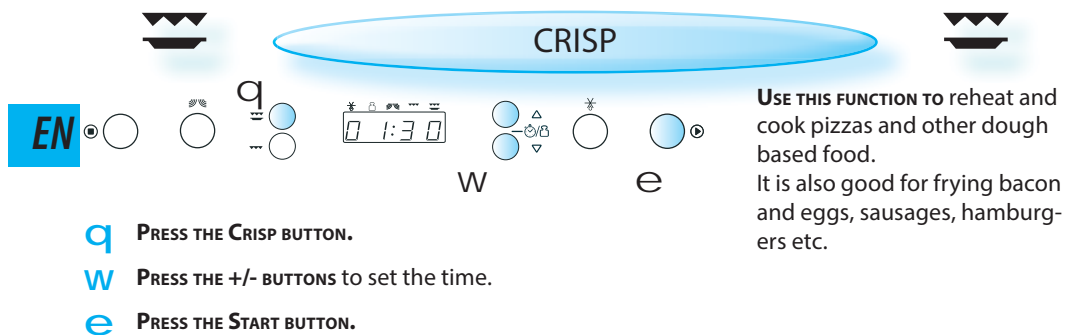 CRISP
q
EN
01:30
w
e
USE THIS FUNCTION TO reheat and
cook pizzas and other dough
based food.
It is also good for frying bacon
and eggs, sausages, hamburg-
ers etc.
q PRESS THE CRISP BUTTON.
w PRESS THE +/- BUTTONS to set the time.
e PRESS THE START BUTTON.